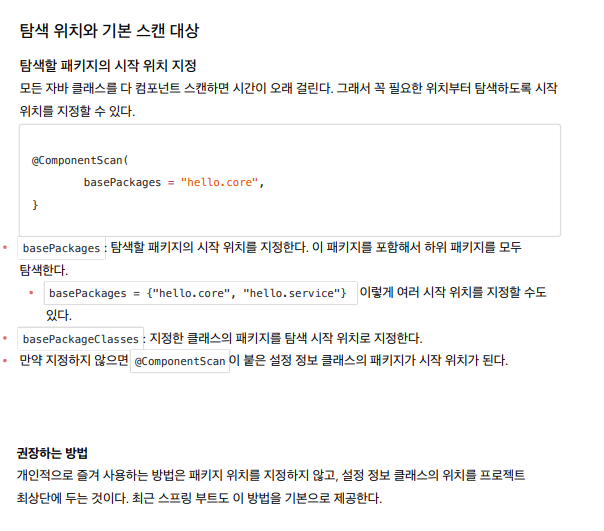 탐색 위치와 기본 스캔 대상
탐색할 패키지의 시작 위치 지정
모든 자바 클래스를 다 컴포넌트 스캔하면 시간이 오래 걸린다. 그래서 꼭 필요한 위치부터 탐색하도록 시작
위치를 지정할 수 있다.
@ComponentScan(
basePackages = "hello.core",
}
basePackages : 탐색할 패키지의 시작 위치를 지정한다. 이 패키지를 포함해서 하위 패키지를 모두
탐색한다.
basePackages = {"hello.core", "hello.service"} 이렇게 여러 시작 위치를 지정할 수도
있다.
basePackageClasses : 지정한 클래스의 패키지를 탐색 시작 위치로 지정한다.
만약 지정하지 않으면 @ComponentScan 이 붙은 설정 정보 클래스의 패키지가 시작 위치가 된다.
권장하는 방법
개인적으로 즐겨 사용하는 방법은 패키지 위치를 지정하지 않고, 설정 정보 클래스의 위치를 프로젝트
최상단에 두는 것이다. 최근 스프링 부트도 이 방법을 기본으로 제공한다.